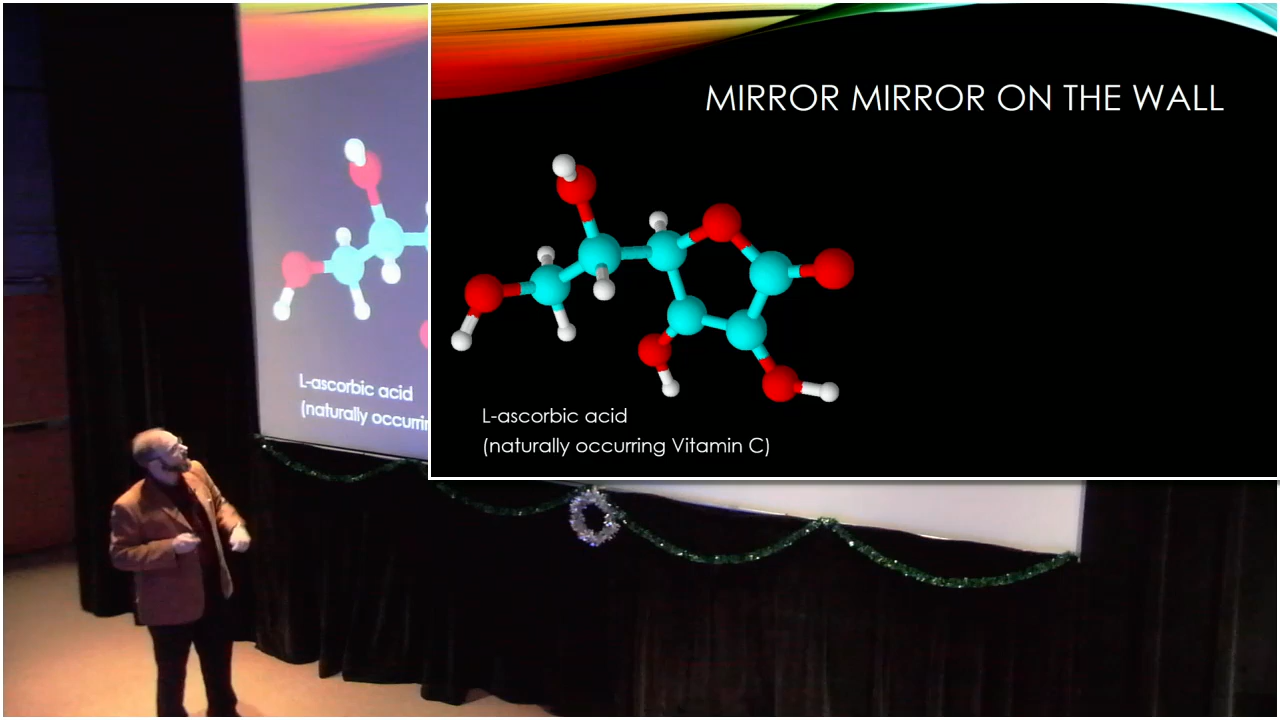 MIRROR MIRROR ON THE WALL
L-ascorbic acid
(naturally occurring Vitamin C)
L-ascorbic acid
(naturally occurrin